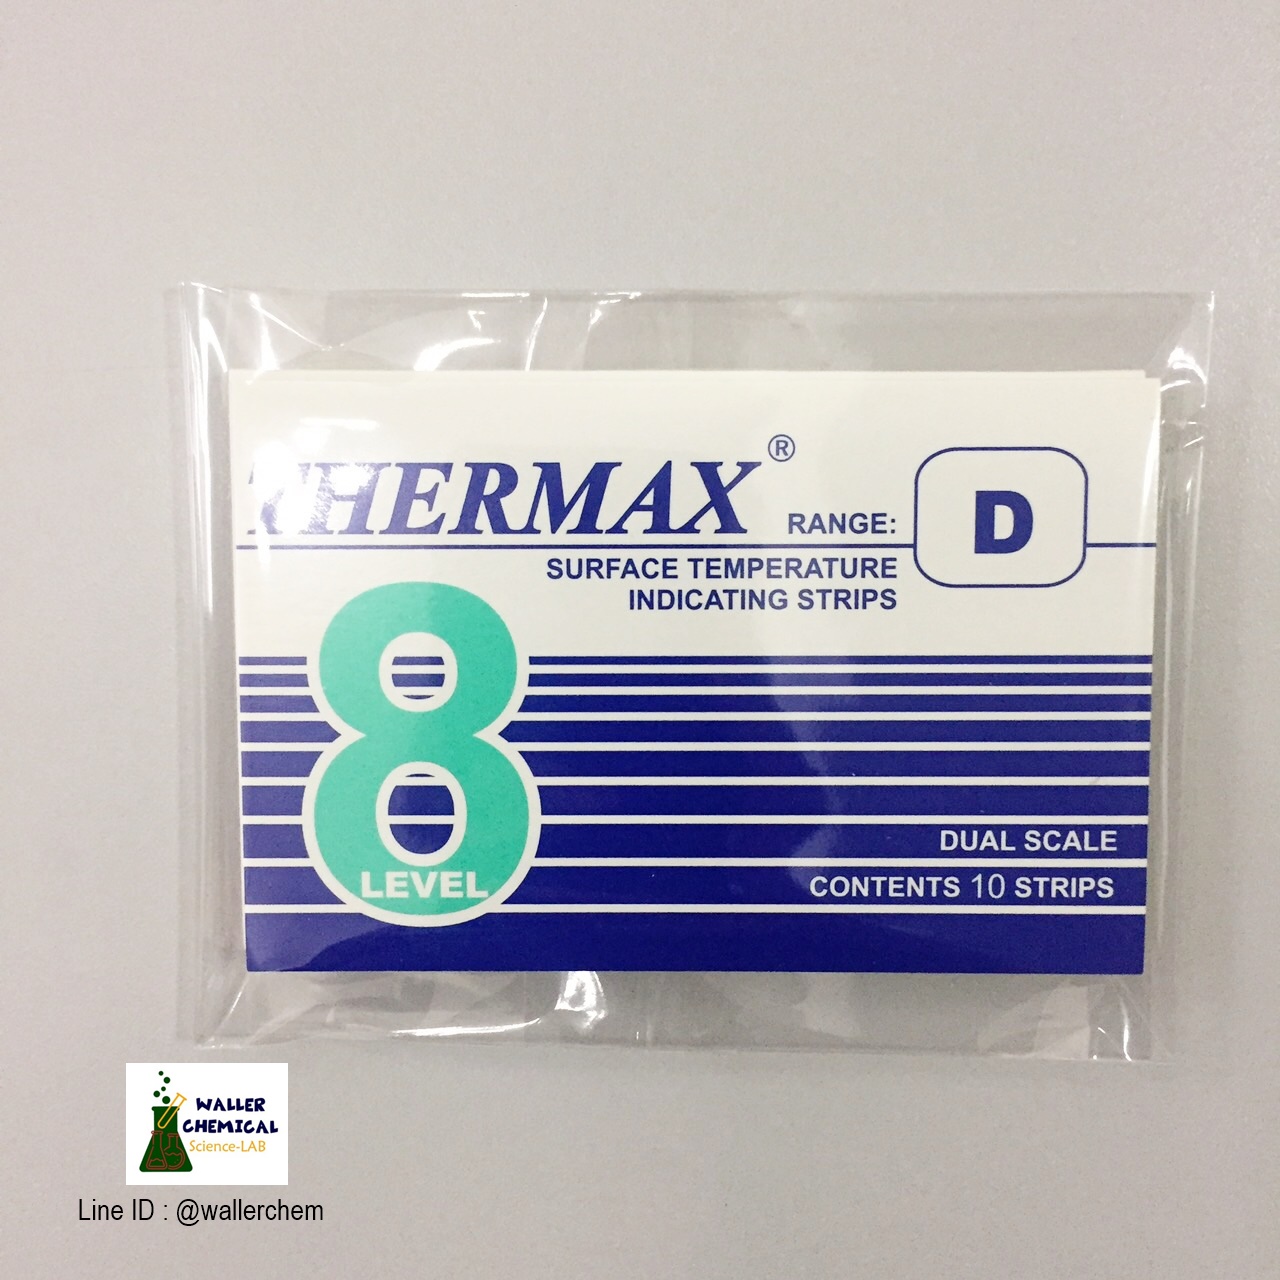 THERMAX®
RANGE: D
SURFACE TEMPERATURE
INDICATING STRIPS
8
LEVEL
DUAL SCALE
CONTENTS 10 STRIPS
WALLER
CHEMICAL
Science-LAB
Line ID : @wallerchem